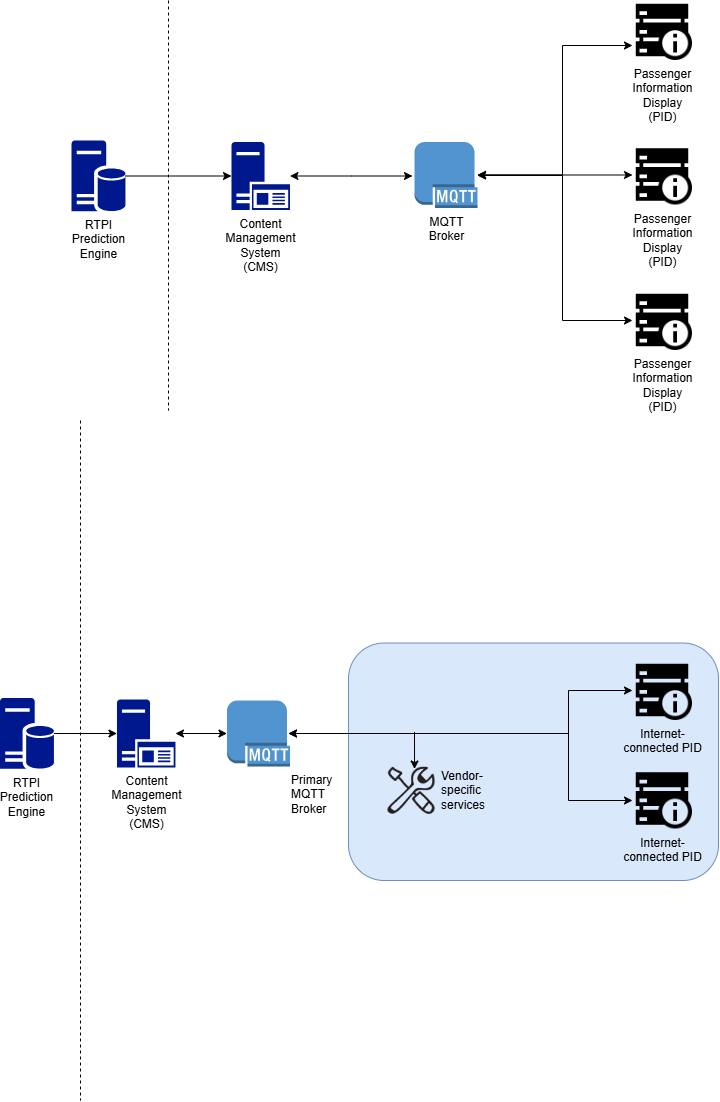 Passenger
Information
Display
(PID)
RTPI
Prediction
Engine
Content
Management
System
(CMS)
MQTT
MQTT
Broker
Passenger
Information
Display
(PID)
Passenger
Information
Display
(PID)
RTPI
Prediction
Engine
Content
Management
System
(CMS)
MQTT
Primary
MQTT
Broker
Vendor-
specific
services
Internet-
connected PID
Internet-
connected PID